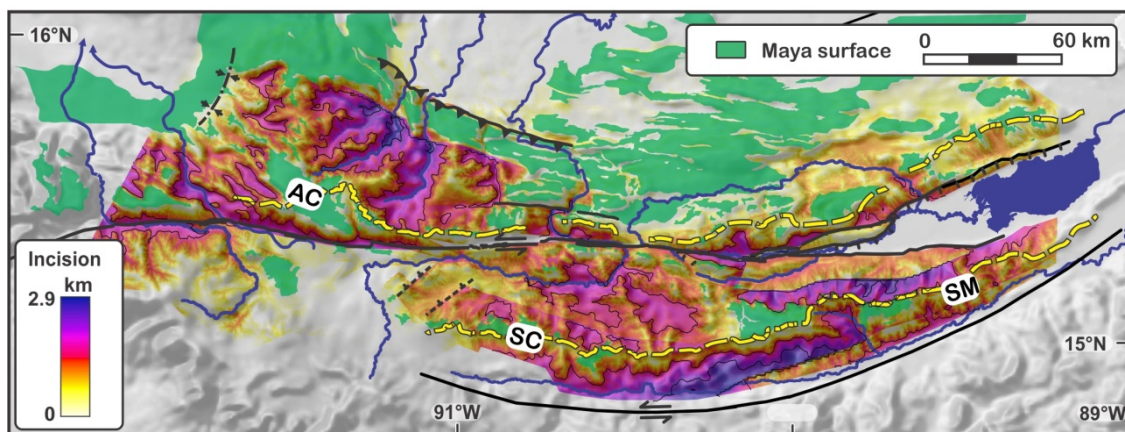 16°N
Maya surface
0 60 km
AC
Incision
km
2.9
0
SC
SM
15°N
91°W
89°W